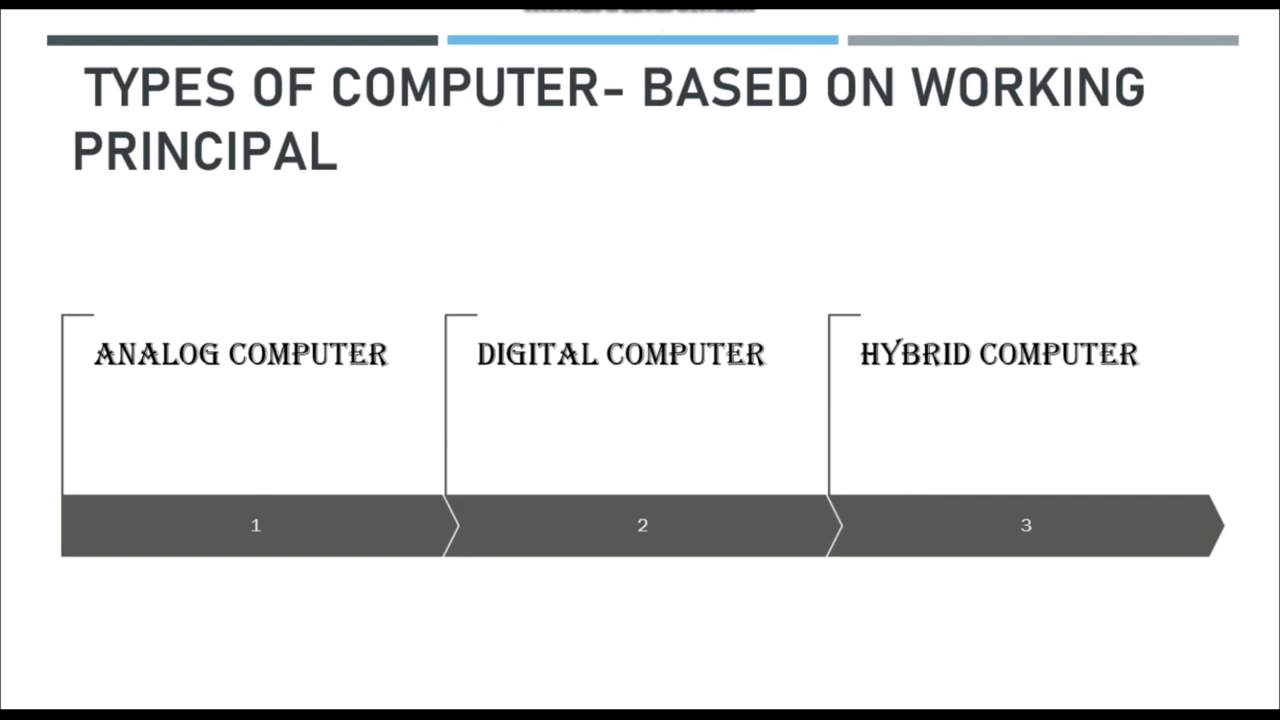 TYPES OF COMPUTER- BASED ON WORKING
PRINCIPAL
ANALOG COMPUTER
DIGITAL COMPUTER
HYBRID COMPUTER
1
2
3